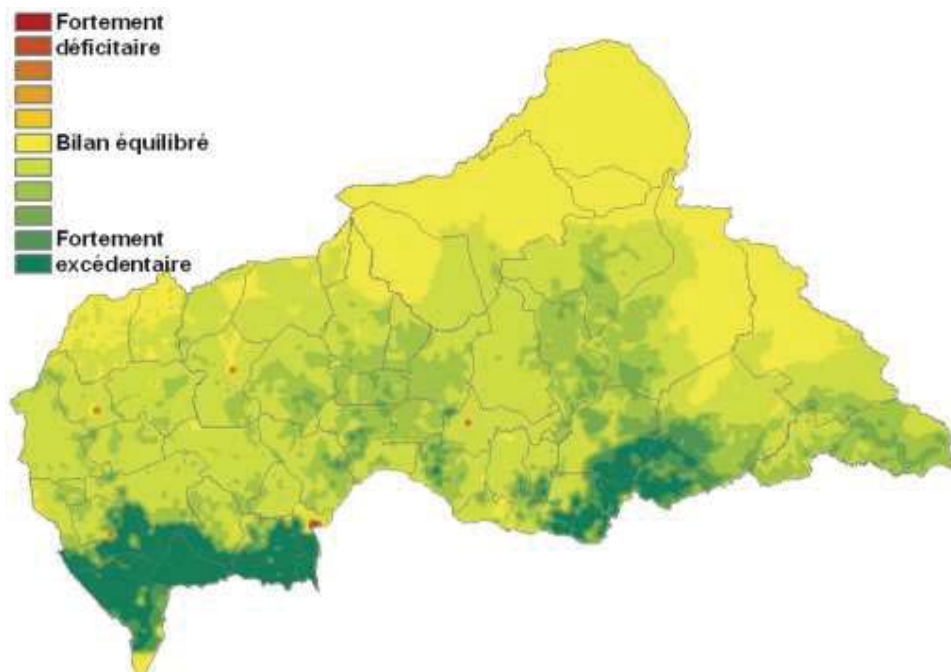 Fortement
déficitaire
Bilan équilibré
Fortement
excédentaire